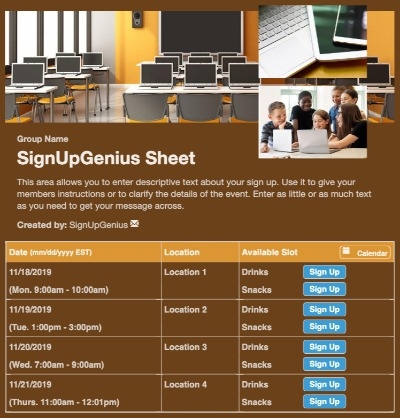 Group Name
SignUpGenius Sheet
This area allows you to enter descriptive text about your sign up. Use it to give your
members instructions or to clarify the details of the event. Enter as little or as much text
as you need to get your message across.
Created by: SignUpGenius
Date (mm/dd/yyyy EST) Location Available Slot Calendar
11/18/2019 Location 1 Drinks Sign Up
(Mon. 9:00am - 10:00am) Snacks Sign Up
11/19/2019 Location 2 Drinks Sign Up
(Tue. 1:00pm - 3:00pm) Snacks Sign Up
11/20/2019 Location 3 Drinks Sign Up
(Wed. 7:00am - 9:00am) Snacks Sign Up
11/21/2019 Location 4 Drinks Sign Up
(Thurs. 11:00am - 12:01pm) Snacks Sign Up